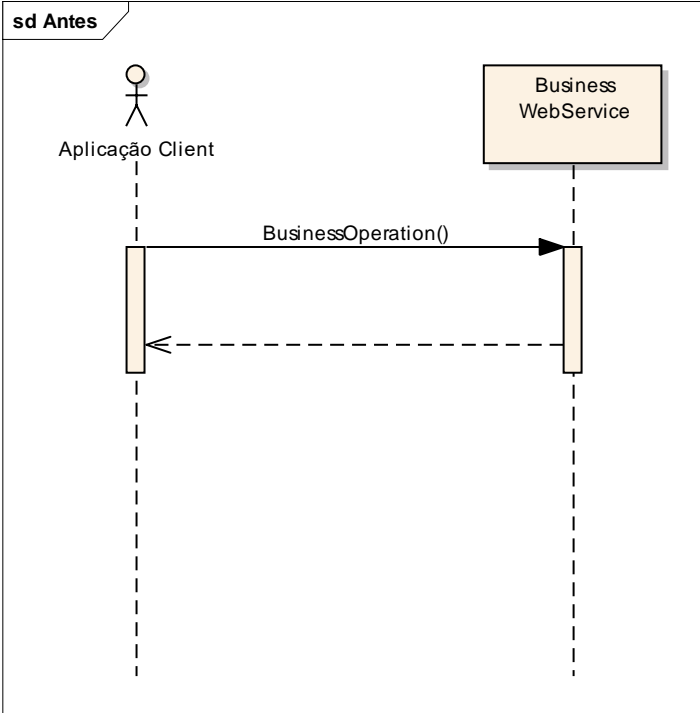 sd Antes
Aplicação Client
Business
WebService
BusinessOperation()